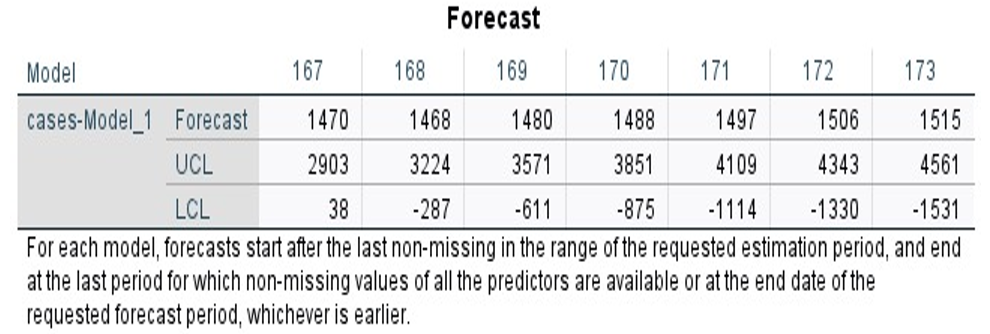 Forecast
Model 167 168 169 170 171 172 173
cases-Model_1 Forecast 1470 1468 1480 1488 1497 1506 1515
UCL 2903 3224 3571 3851 4109 4343 4561
LCL 38 -287 -611 -875 -1114 -1330 -1531
For each model, forecasts start after the last non-missing in the range of the requested estimation period, and end
at the last period for which non-missing values of all the predictors are available or at the end date of the
requested forecast period, whichever is earlier.